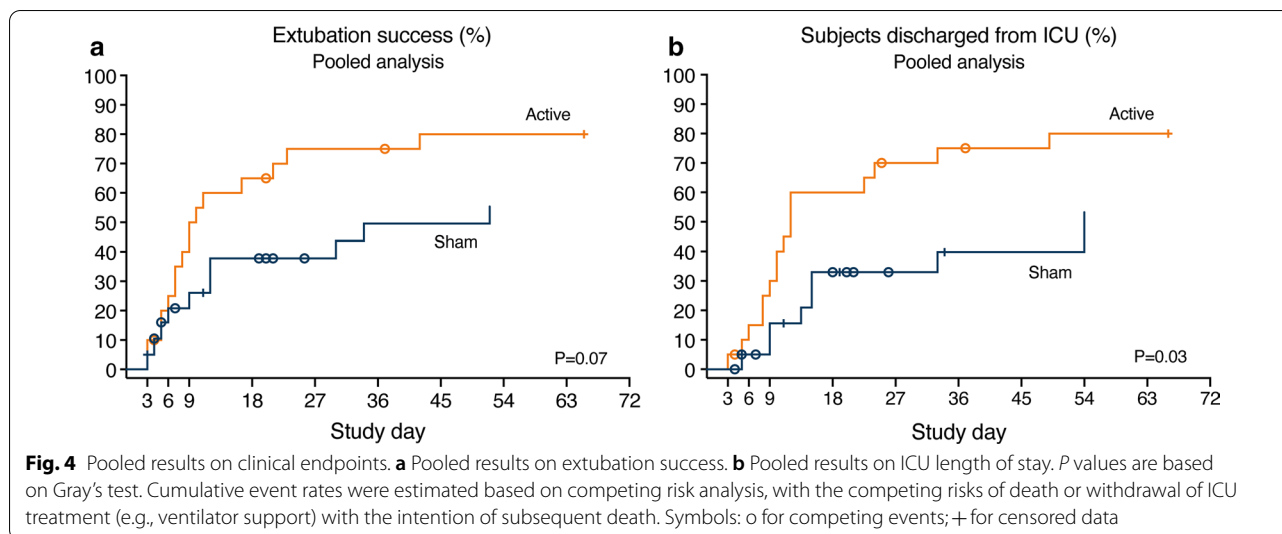 a
Extubation success (%)
Pooled analysis
100
90
80
70
60
50
40
30
20
10
0
Active
Sham
P=0.07
3 6 9 18 27 36 45 54 63 72
Study day
b
Subjects discharged from ICU (%)
Pooled analysis
100
90
80
70
60
50
40
30
20
10
0
Active
Sham
P=0.03
3 6 9 18 27 36 45 54 63 72
Study day
Fig. 4 Pooled results on clinical endpoints. a Pooled results on extubation success. b Pooled results on ICU length of stay. P values are based
on Gray’s test. Cumulative event rates were estimated based on competing risk analysis, with the competing risks of death or withdrawal of ICU
treatment (e.g., ventilator support) with the intention of subsequent death. Symbols: o for competing events; + for censored data